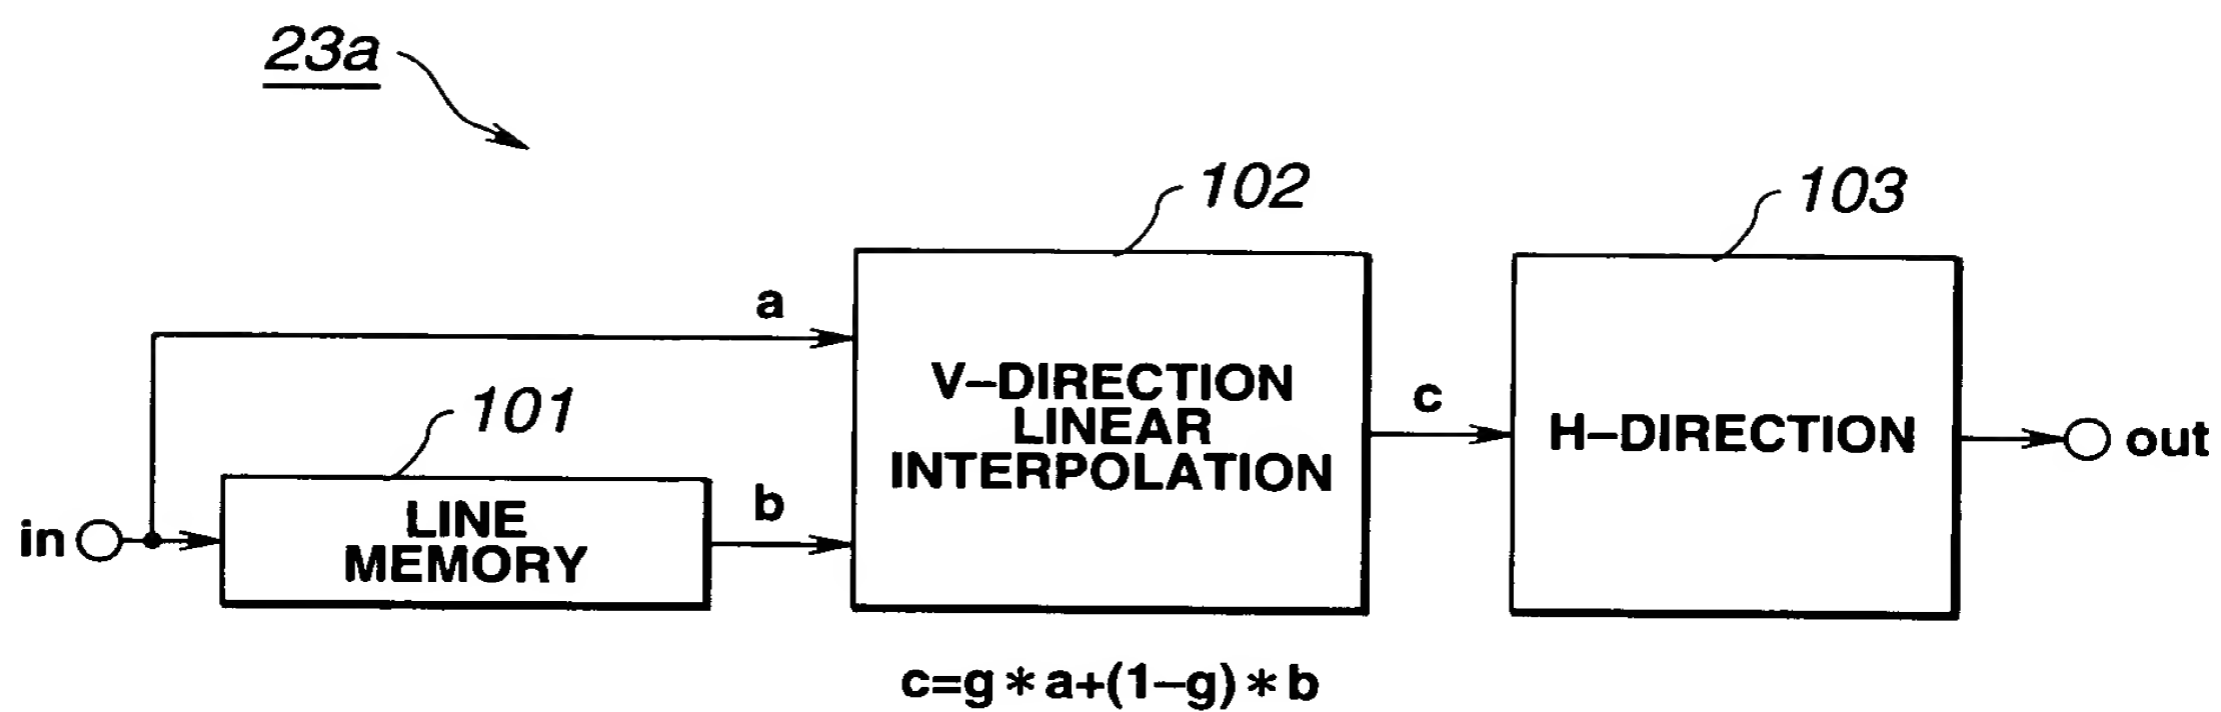 23a
102
103
a
V–DIRECTION
LINEAR
INTERPOLATION
c
H–DIRECTION
out
101
b
in
LINE
MEMORY
c=g*a+(1–g)*b